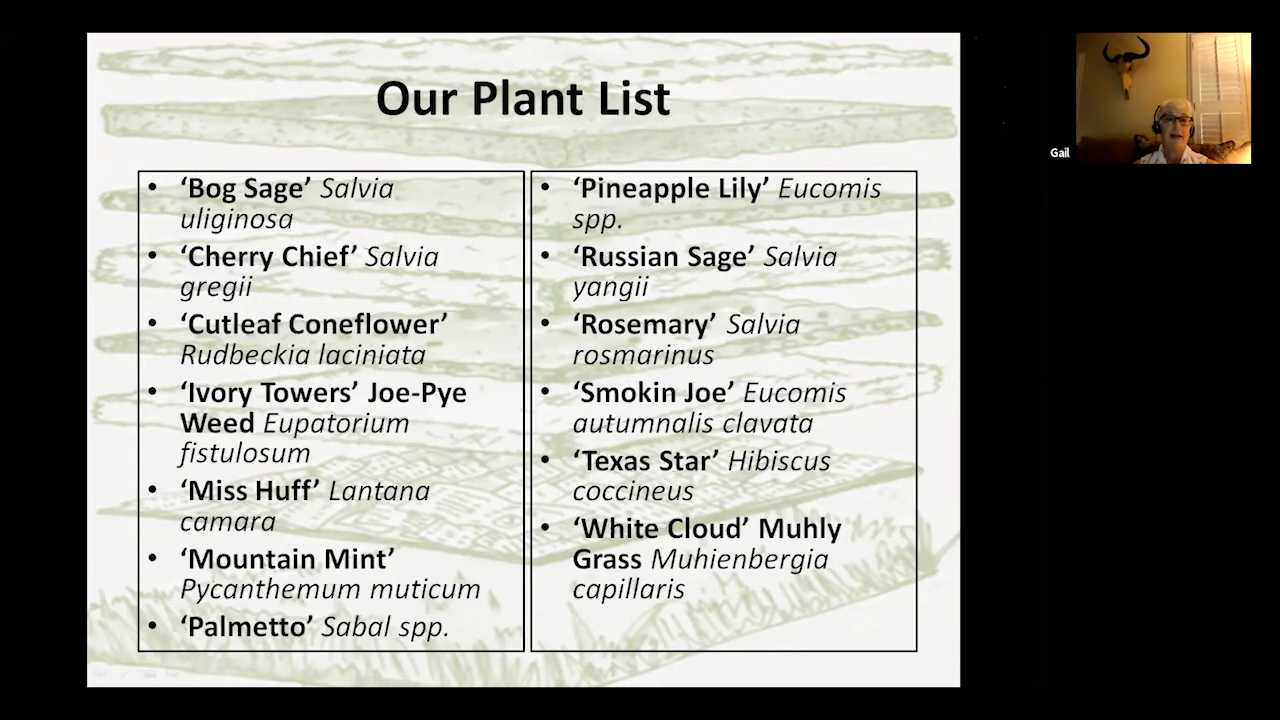 Our Plant List
• ‘Bog Sage’ Salvia
uliginosa
• ‘Cherry Chief’ Salvia
gregii
• ‘Cutleaf Coneflower’
Rudbeckia laciniata
• ‘Ivory Towers’ Joe-Pye
Weed Eupatorium
fistulosum
• ‘Miss Huff’ Lantana
camara
• ‘Mountain Mint’
Pycanthemum muticum
• ‘Palmetto’ Sabal spp.
• ‘Pineapple Lily’ Eucomis
spp.
• ‘Russian Sage’ Salvia
yangii
• ‘Rosemary’ Salvia
rosmarinus
• ‘Smokin Joe’ Eucomis
autumnalis clavata
• ‘Texas Star’ Hibiscus
coccineus
• ‘White Cloud’ Muhly
Grass Muhienbergia
capillaris
Gail